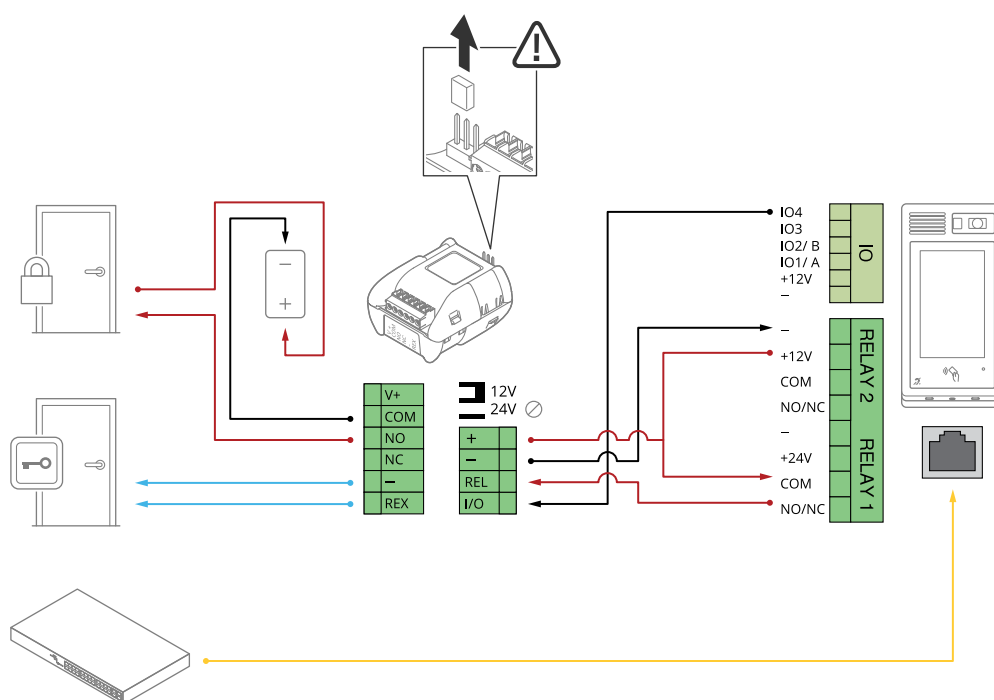 IO4
IO3
IO2/ B
IO1/ A
+12V
–
IO
–
+12V
COM
NO/NC
–
+24V
COM
NO/NC
RELAY 2
RELAY 1
–
+
V+
COM
NO
NC
–
REX
12V
24V
+
–
REL
I/O